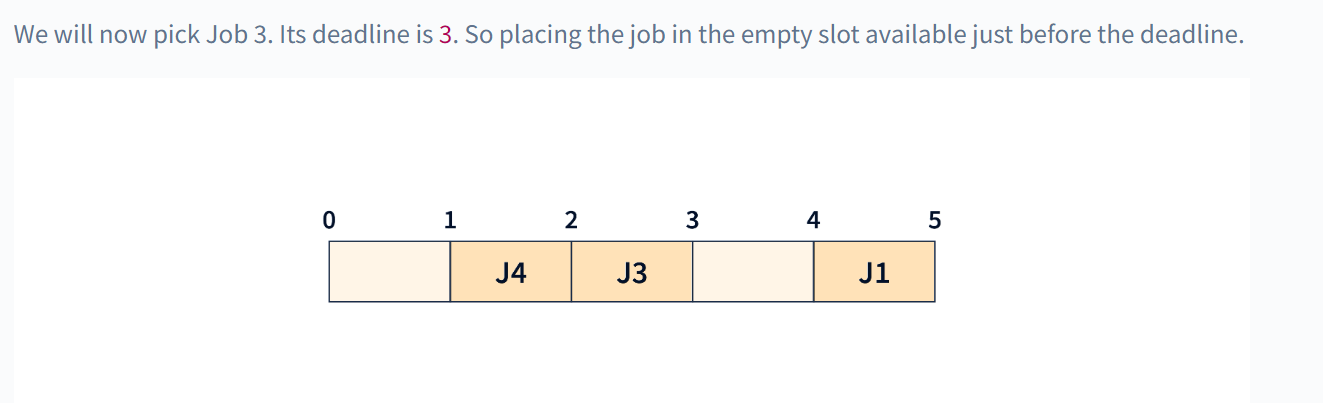 We will now pick Job 3. Its deadline is 3. So placing the job in the empty slot available just before the deadline.
0 1 2 3 4 5
J4 J3 J1